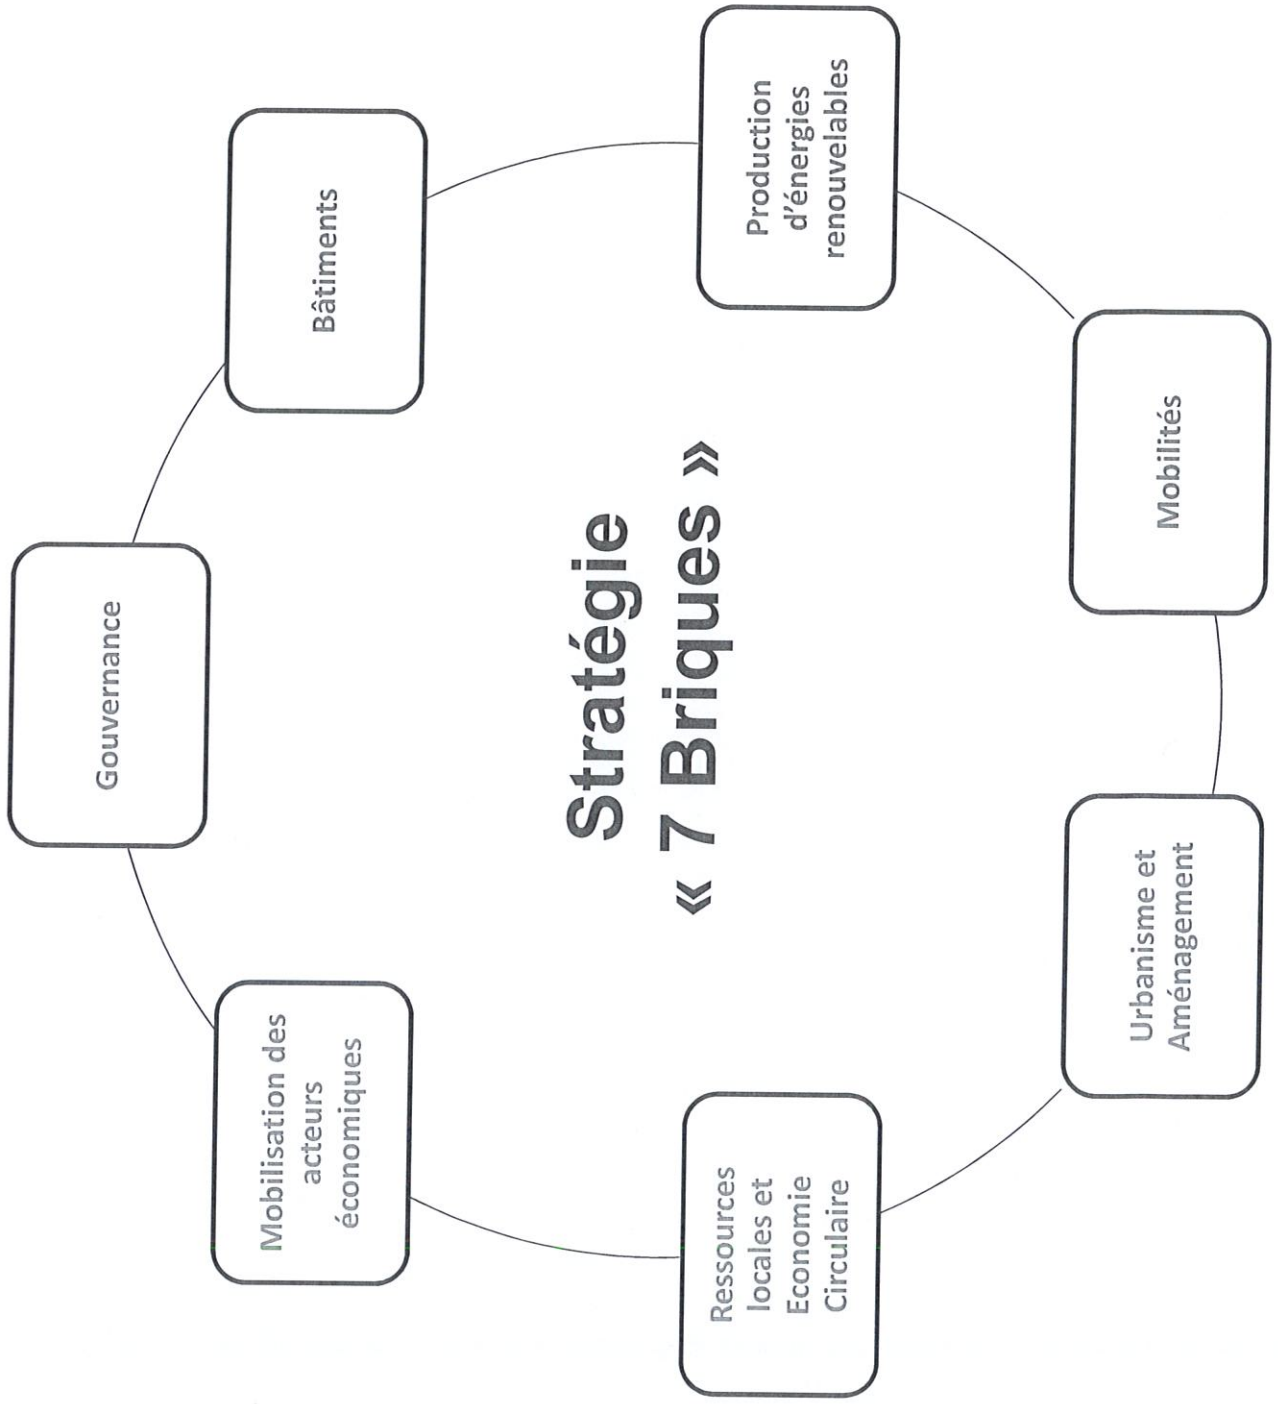 Stratégie
« 7 Briques »
Gouvernance
Bâtiments
Production
d'énergies
renouvelables
Mobilités
Urbanisme et
Aménagement
Ressources
locales et
Economie
Circulaire
Mobilisation des
acteurs
économiques